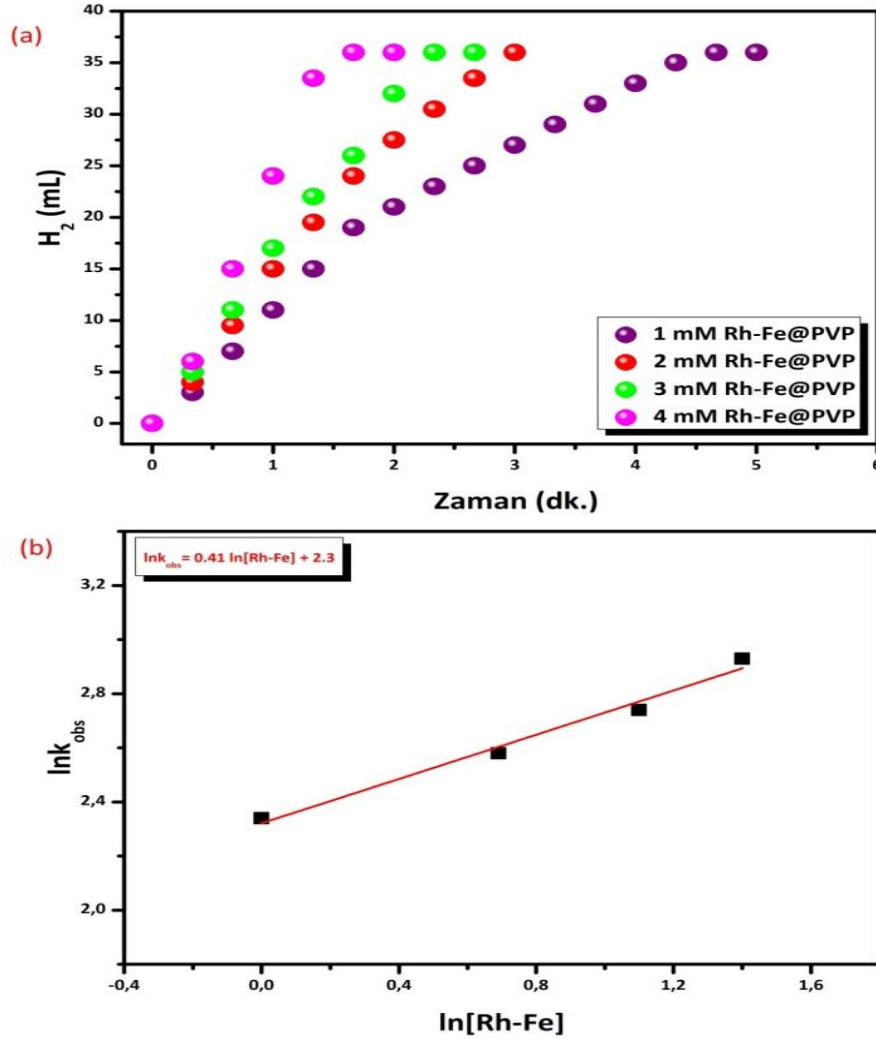 (a)
40
35
30
25
20
15
10
5
0
H2 (mL)
1 mM Rh-Fe@PVP
2 mM Rh-Fe@PVP
3 mM Rh-Fe@PVP
4 mM Rh-Fe@PVP
0 1 2 3 4 5 6
Zaman (dk.)
(b)
lnkobs = 0.41 ln[Rh-Fe] + 2.3
3,2
2,8
2,4
2,0
lnkobs
-0,4 0,0 0,4 0,8 1,2 1,6
ln[Rh-Fe]